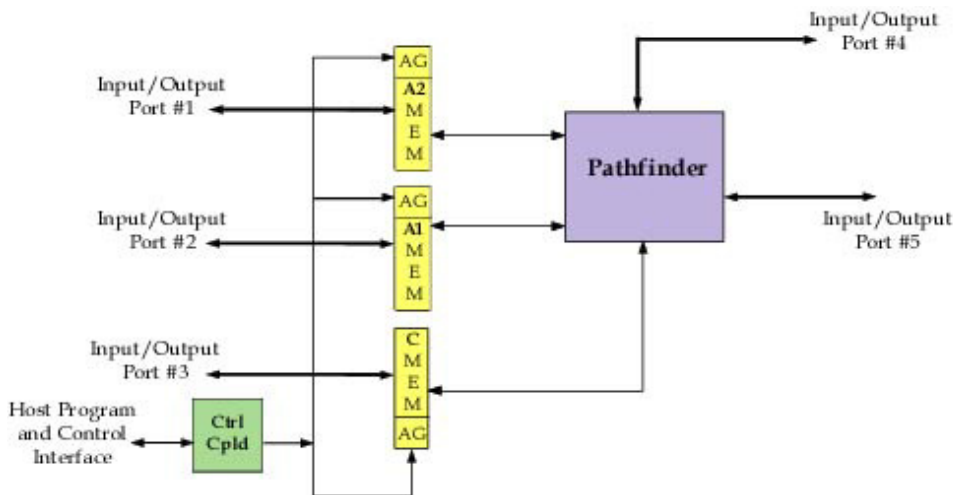 Input/Output
Port #4
AG
A2
M
E
M
Input/Output
Port #1
Pathfinder
AG
A1
M
E
M
Input/Output
Port #2
Input/Output
Port #5
C
M
E
M
AG
Input/Output
Port #3
Host Program
and Control
Interface
Ctrl
Cpld